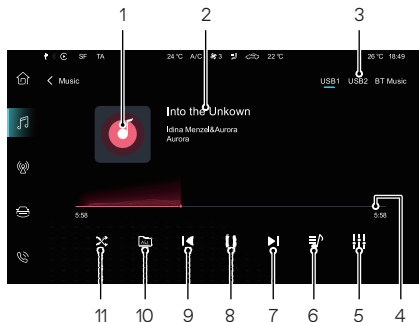 1 2 3
SF TA 24 °C A/C 3 22 °C 26 °C 18:49
Music USB1 USB2 BT Music
Into the Unkown
Idina Menzel&Aurora
Aurora
5:58 5:58
11 10 9 8 7 6 5 4